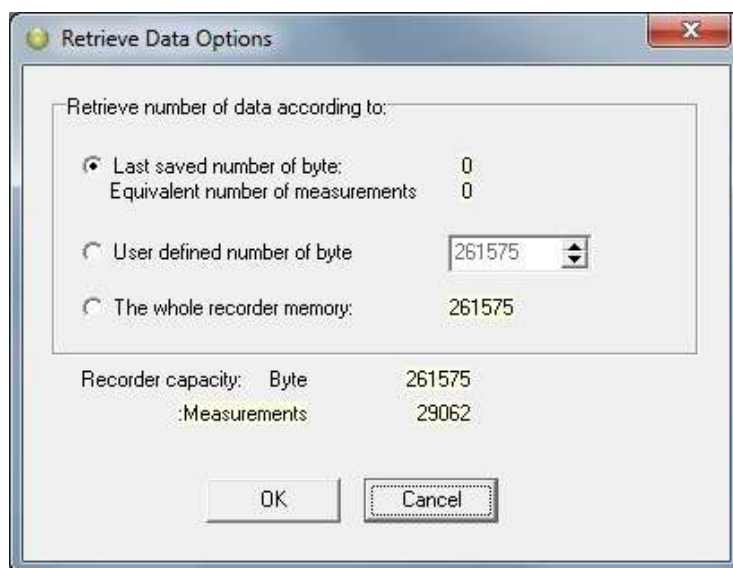 Retrieve Data Options
Retrieve number of data according to:
Last saved number of byte: 0
Equivalent number of measurements 0
User defined number of byte 261575
The whole recorder memory: 261575
Recorder capacity: Byte 261575
:Measurements 29062
OK Cancel